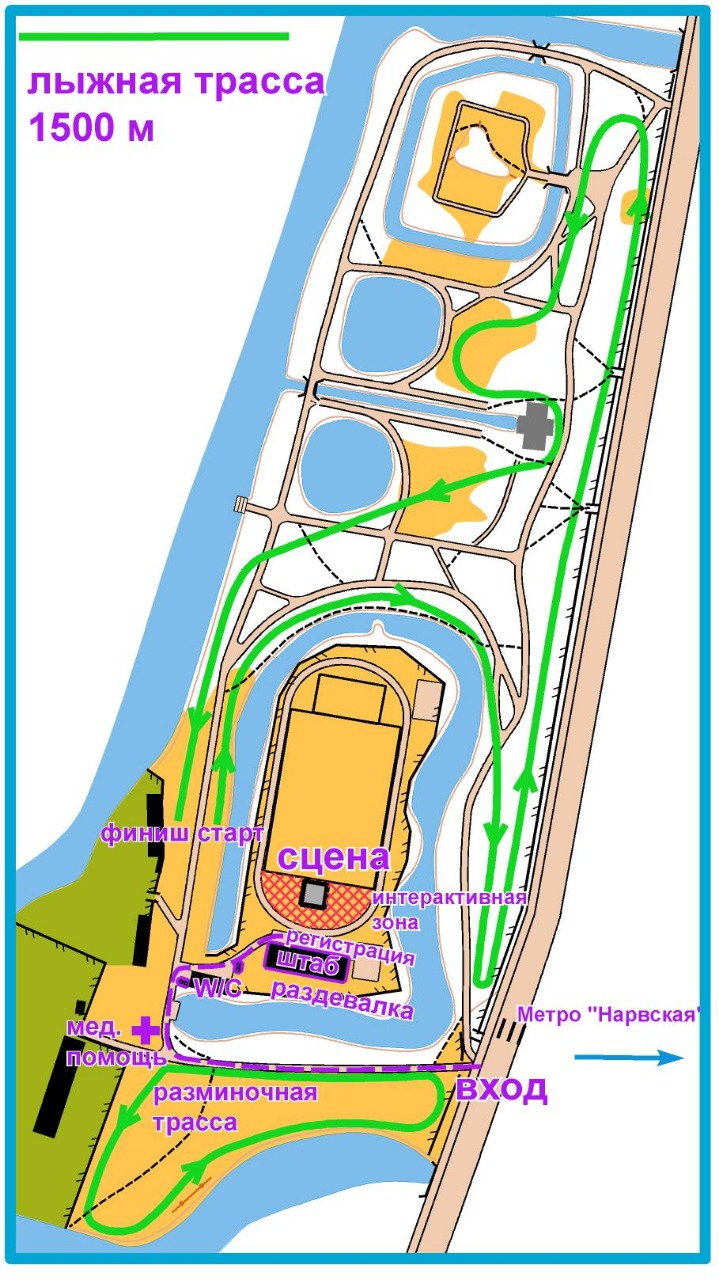 лыжная трасса
1500 м
финиш старт
сцена
интерактивная
зона
регистрация
штаб
W/C
раздевалка
Метро "Нарвская"
мед.
помощь
вход
разминочная
трасса